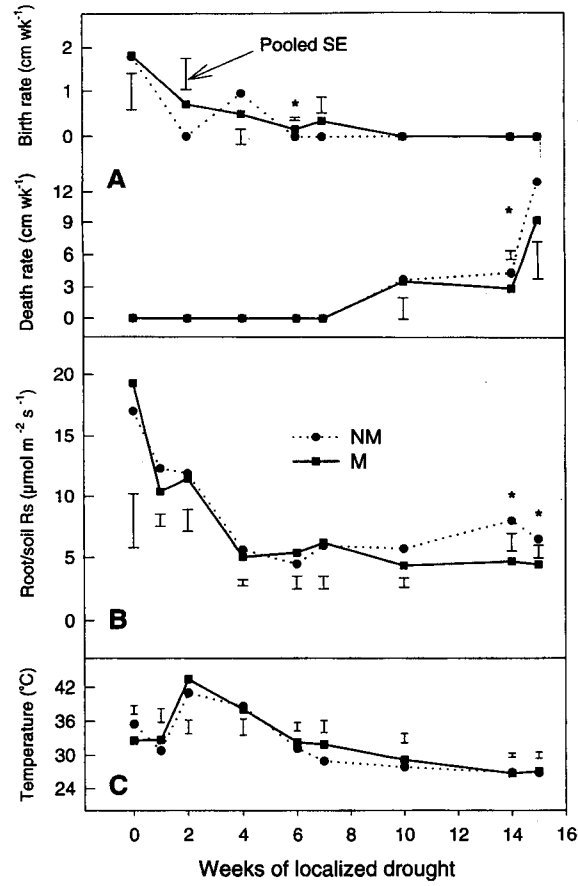 Birth rate (cm wk⁻¹)
2
1
0
Pooled SE
*
A
Death rate (cm wk⁻¹)
12
9
6
3
0
*
Root/soil Rs (µmol m⁻² s⁻¹)
20
15
10
5
0
NM
M
*
*
B
Temperature (°C)
42
36
30
24
C
0 2 4 6 8 10 12 14 16
Weeks of localized drought